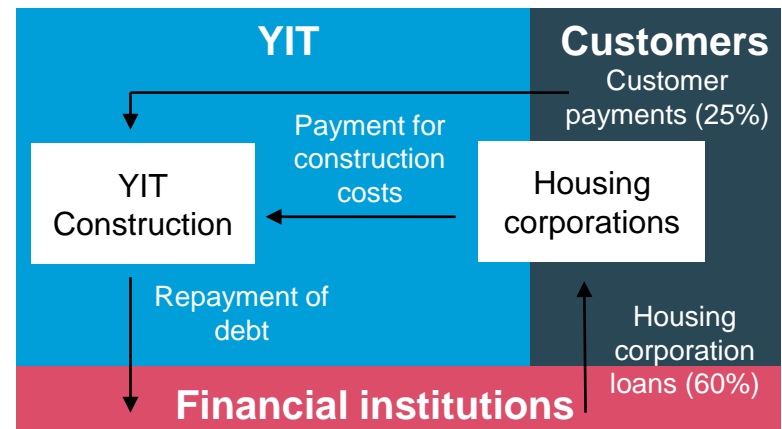 YIT
Customers
Customer
payments (25%)
Payment for
construction
costs
YIT
Construction
Housing
corporations
Repayment of
debt
Housing
corporation
loans (60%)
Financial institutions